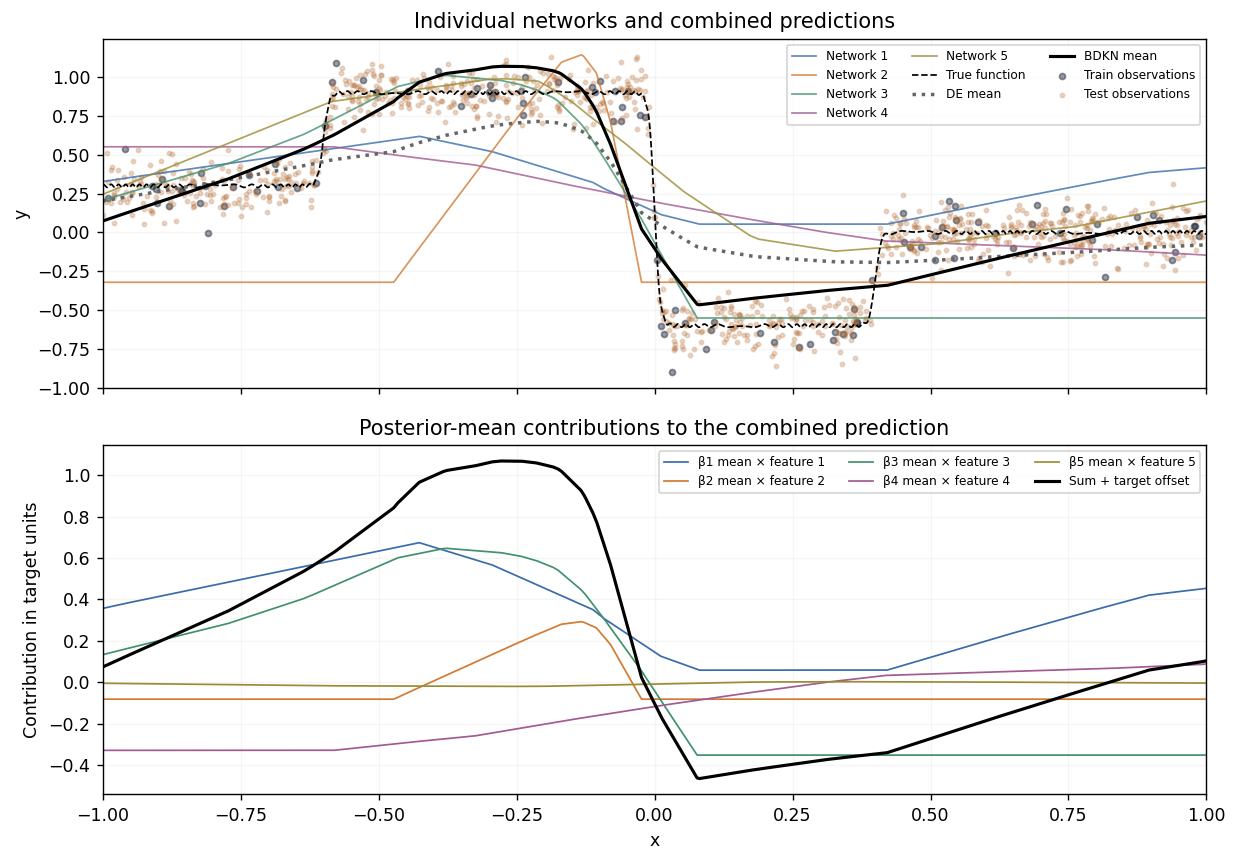 Individual networks and combined predictions
Network 1
Network 2
Network 3
Network 4
Network 5
True function
DE mean
BDKN mean
Train observations
Test observations
y
1.00
0.75
0.50
0.25
0.00
−0.25
−0.50
−0.75
−1.00
Posterior-mean contributions to the combined prediction
β1 mean × feature 1
β2 mean × feature 2
β3 mean × feature 3
β4 mean × feature 4
β5 mean × feature 5
Sum + target offset
Contribution in target units
1.0
0.8
0.6
0.4
0.2
0.0
−0.2
−0.4
−1.00 −0.75 −0.50 −0.25 0.00 0.25 0.50 0.75 1.00
x